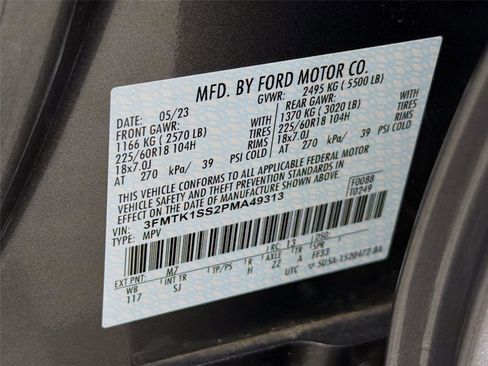 MFD. BY FORD MOTOR CO.
DATE: 05/23 GVWR: 2495 KG ( 5500 LB)
FRONT GAWR: REAR GAWR:
1166 KG ( 2570 LB) WITH 1370 KG ( 3020 LB) WITH
225/60R18 104H TIRES 225/60R18 104H TIRES
18x7.0J RIMS 18x7.0J RIMS
AT 270 kPa/ 39 PSI COLD AT 270 kPa/ 39 PSI COLD
THIS VEHICLE CONFORMS TO ALL APPLICABLE FEDERAL MOTOR
VEHICLE SAFETY AND THEFT PREVENTION STANDARDS IN
EFFECT ON THE DATE OF MANUFACTURE SHOWN ABOVE.
VIN: 3FMTK1SS2PMA49313 F0088
TYPE: MPV T0249
EXT PNT: M7 RC: 13 DSO:
WB INT TR TP/PS R AXLE TR SPR
117 SJ H ZZ A FF33
UTC 5U5A-1520472-BA